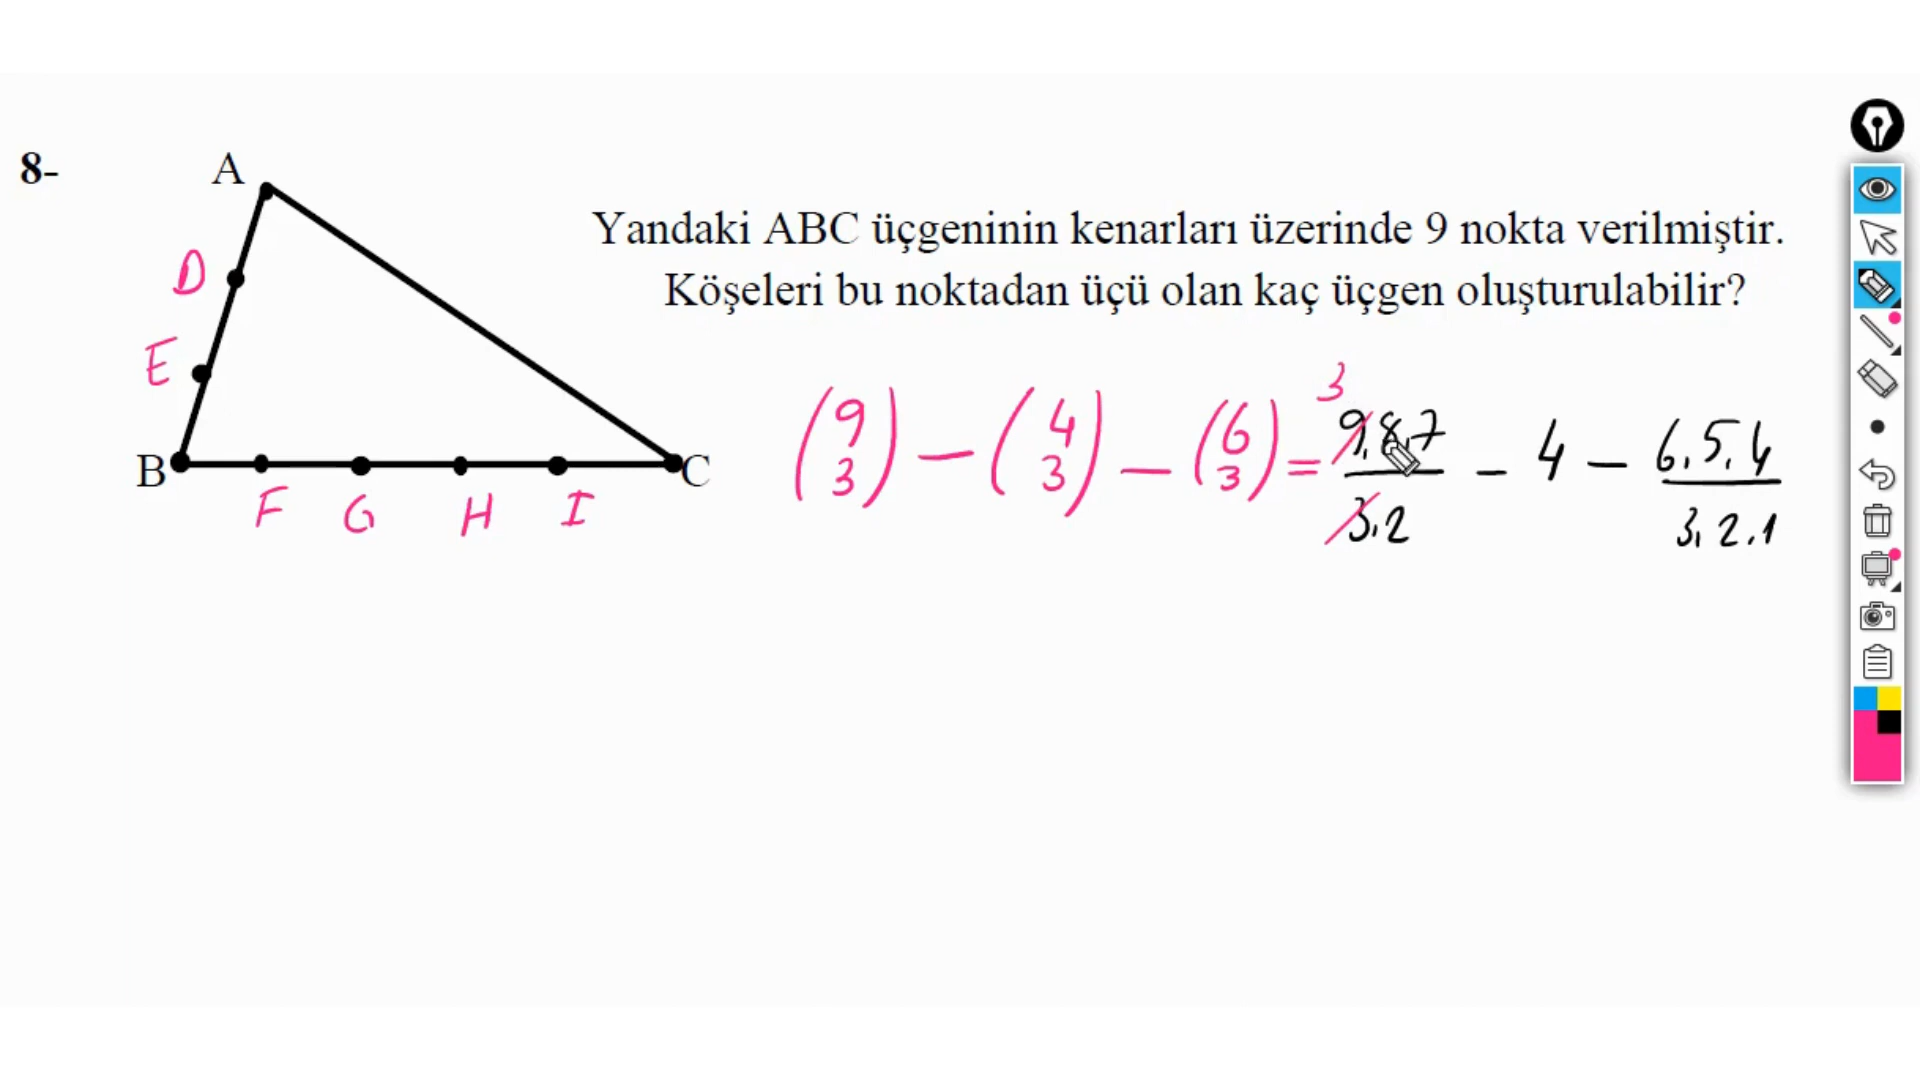 8-
A
Yandaki ABC üçgeninin kenarları üzerinde 9 nokta verilmiştir.
Köşeleri bu noktadan üçü olan kaç üçgen oluşturulabilir?
D
E
B
C
F G H I
(9 3) - (4 3) - (6 3) = 9.8.7 / 3.2 - 4 - 6.5.4 / 3.2.1
3